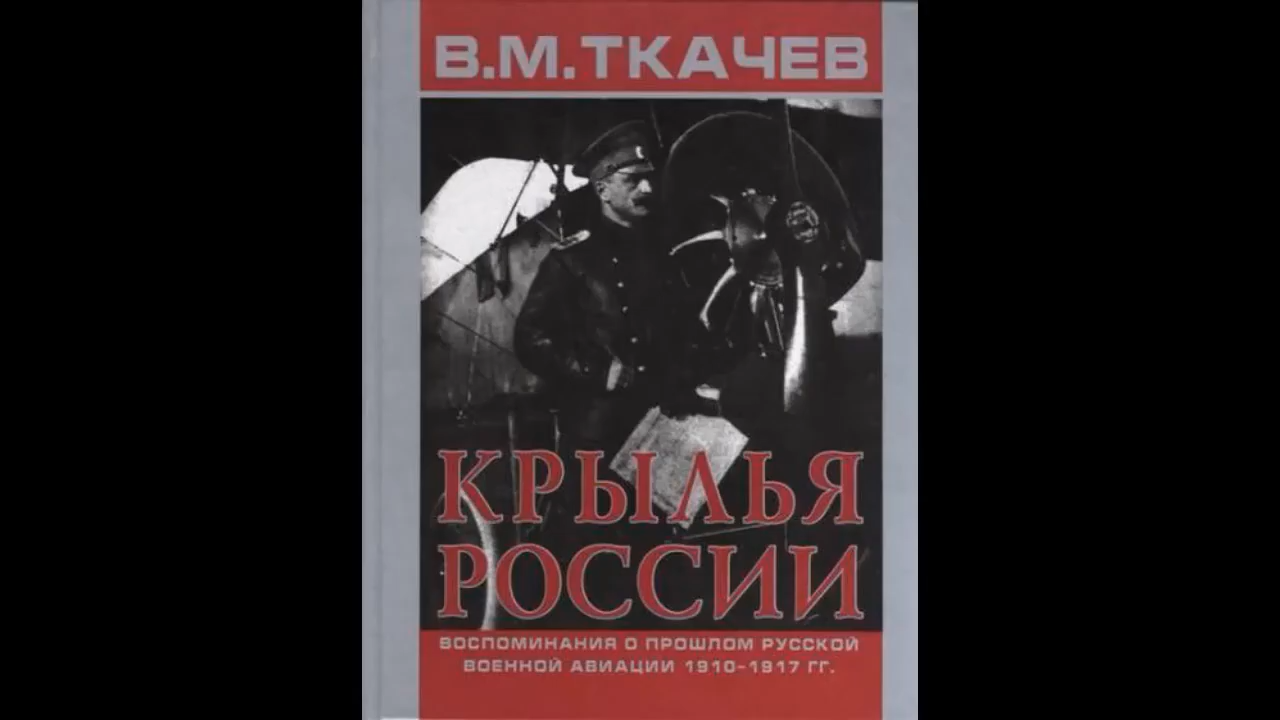 В.М.ТКАЧЕВ
КРЫЛЬЯ
РОССИИ
ВОСПОМИНАНИЯ О ПРОШЛОМ РУССКОЙ
ВОЕННОЙ АВИАЦИИ 1910-1917 ГГ.